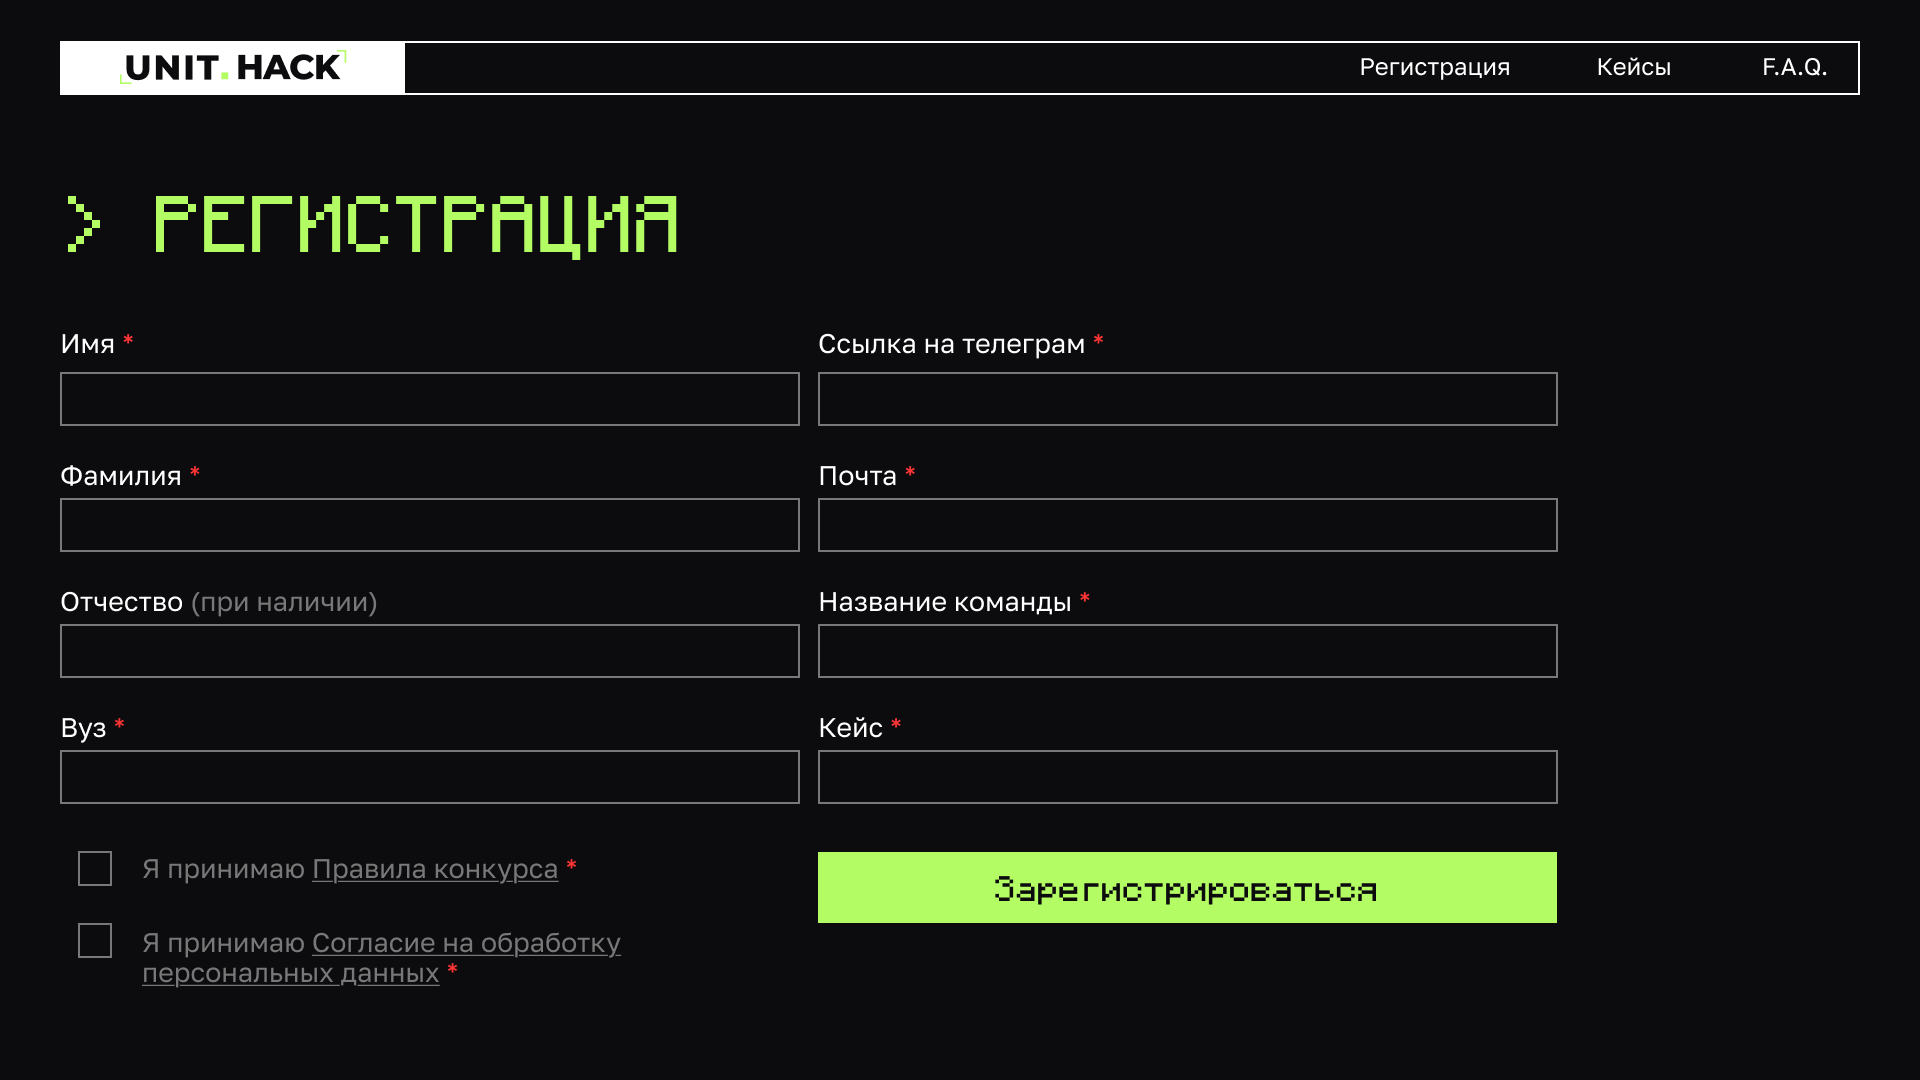 UNIT.HACK
Регистрация
Кейсы
F.A.Q.
> РЕГИСТРАЦИЯ
Имя *
Ссылка на телеграм *
Фамилия *
Почта *
Отчество (при наличии)
Название команды *
Вуз *
Кейс *
Я принимаю Правила конкурса *
Зарегистрироваться
Я принимаю Согласие на обработку
персональных данных *